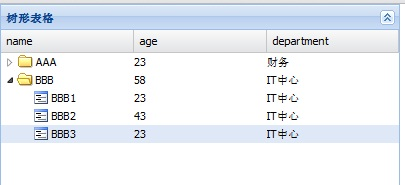 树形表格
name age department
AAA 23 财务
BBB 58 IT中心
BBB1 23 IT中心
BBB2 43 IT中心
BBB3 23 IT中心